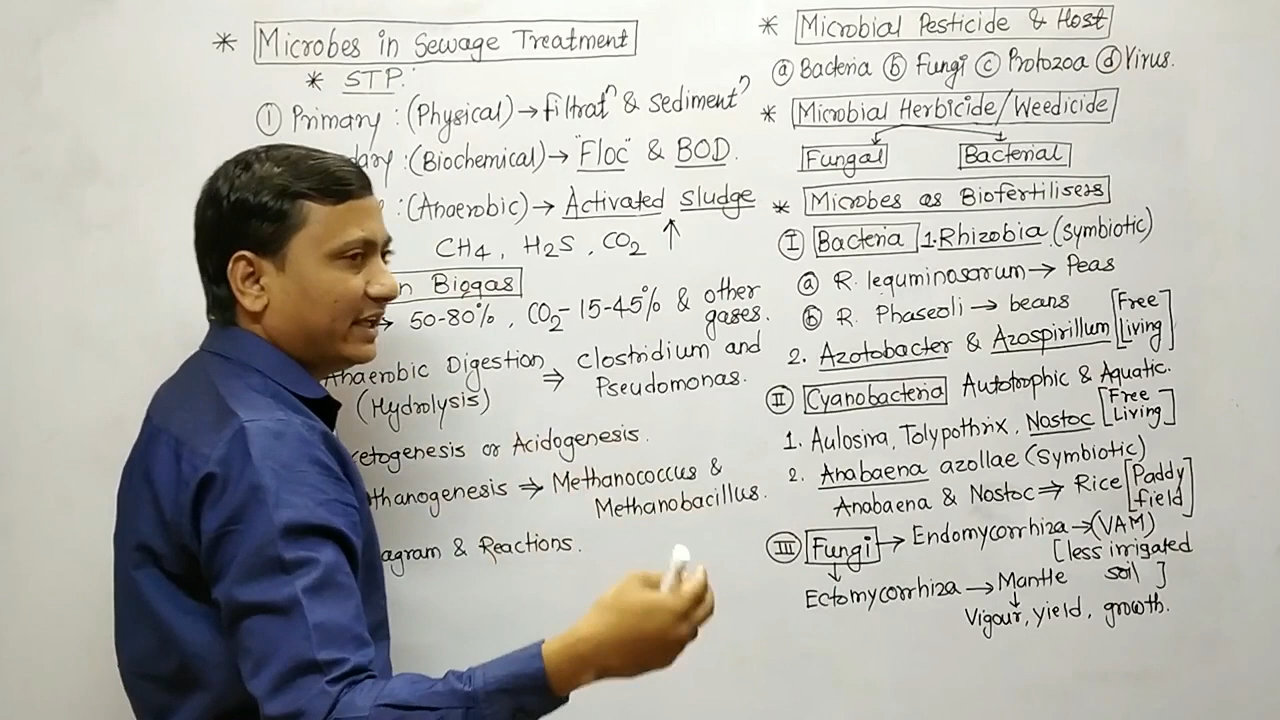 * Microbes in Sewage Treatment
* STP:
① Primary : (Physical) → filtratⁿ & sedimentⁿ
dary : (Biochemical) → "Floc" & BOD.
: (Anaerobic) → Activated sludge
CH4, H2S, CO2 ↑
n Biogas
→ 50-80%, CO2- 15-45% & other
gases.
Anaerobic Digestion ⇒ Clostridium and
(Hydrolysis) Pseudomonas.
etogenesis or Acidogenesis.
thanogenesis ⇒ Methanococcus &
Methanobacillus.
agram & Reactions.
* Microbial Pesticide & Host
ⓐ Bacteria ⓑ Fungi ⓒ Protozoa ⓓ Virus.
* Microbial Herbicide/Weedicide
Fungal Bacterial
* Microbes as Biofertilisers
Ⅰ Bacteria 1. Rhizobia (symbiotic)
ⓐ R. leguminosarum → Peas
ⓑ R. Phaseoli → beans
2. Azotobacter & Azospirillum [Free Living]
Ⅱ Cyanobacteria Autotrophic & Aquatic.
1. Aulosira, Tolypothrix, Nostoc [Free Living]
2. Anabaena azollae (Symbiotic)
Anabaena & Nostoc ⇒ Rice [Paddy field]
Ⅲ Fungi → Endomycorrhiza → (VAM)
[less irrigated soil]
Ectomycorrhiza → Mantle
↓
Vigour, yield, growth.